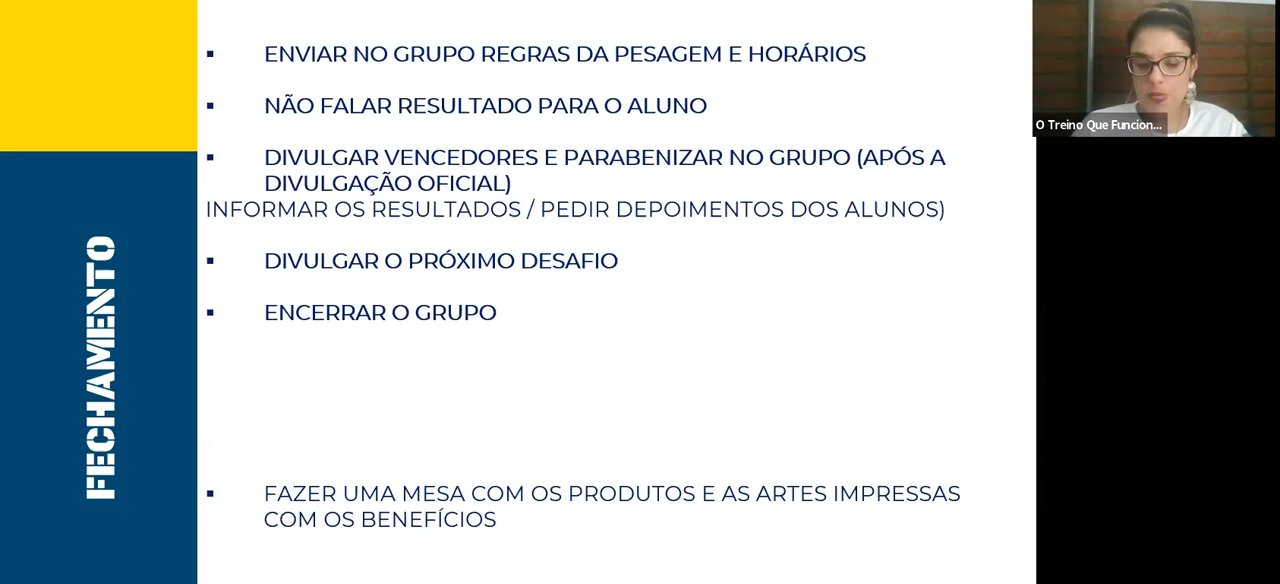 ENVIAR NO GRUPO REGRAS DA PESAGEM E HORÁRIOS
NÃO FALAR RESULTADO PARA O ALUNO
DIVULGAR VENCEDORES E PARABENIZAR NO GRUPO (APÓS A
DIVULGAÇÃO OFICIAL)
INFORMAR OS RESULTADOS / PEDIR DEPOIMENTOS DOS ALUNOS)
DIVULGAR O PRÓXIMO DESAFIO
ENCERRAR O GRUPO
FAZER UMA MESA COM OS PRODUTOS E AS ARTES IMPRESSAS
COM OS BENEFÍCIOS
FECHAMENTO
O Treino Que Funcion...